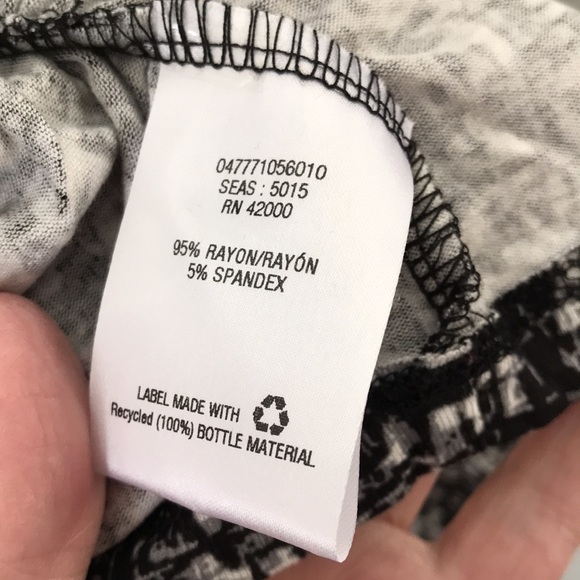 047771056010
SEAS : 5015
RN 42000
95% RAYON/RAYÓN
5% SPANDEX
LABEL MADE WITH
Recycled (100%) BOTTLE MATERIAL